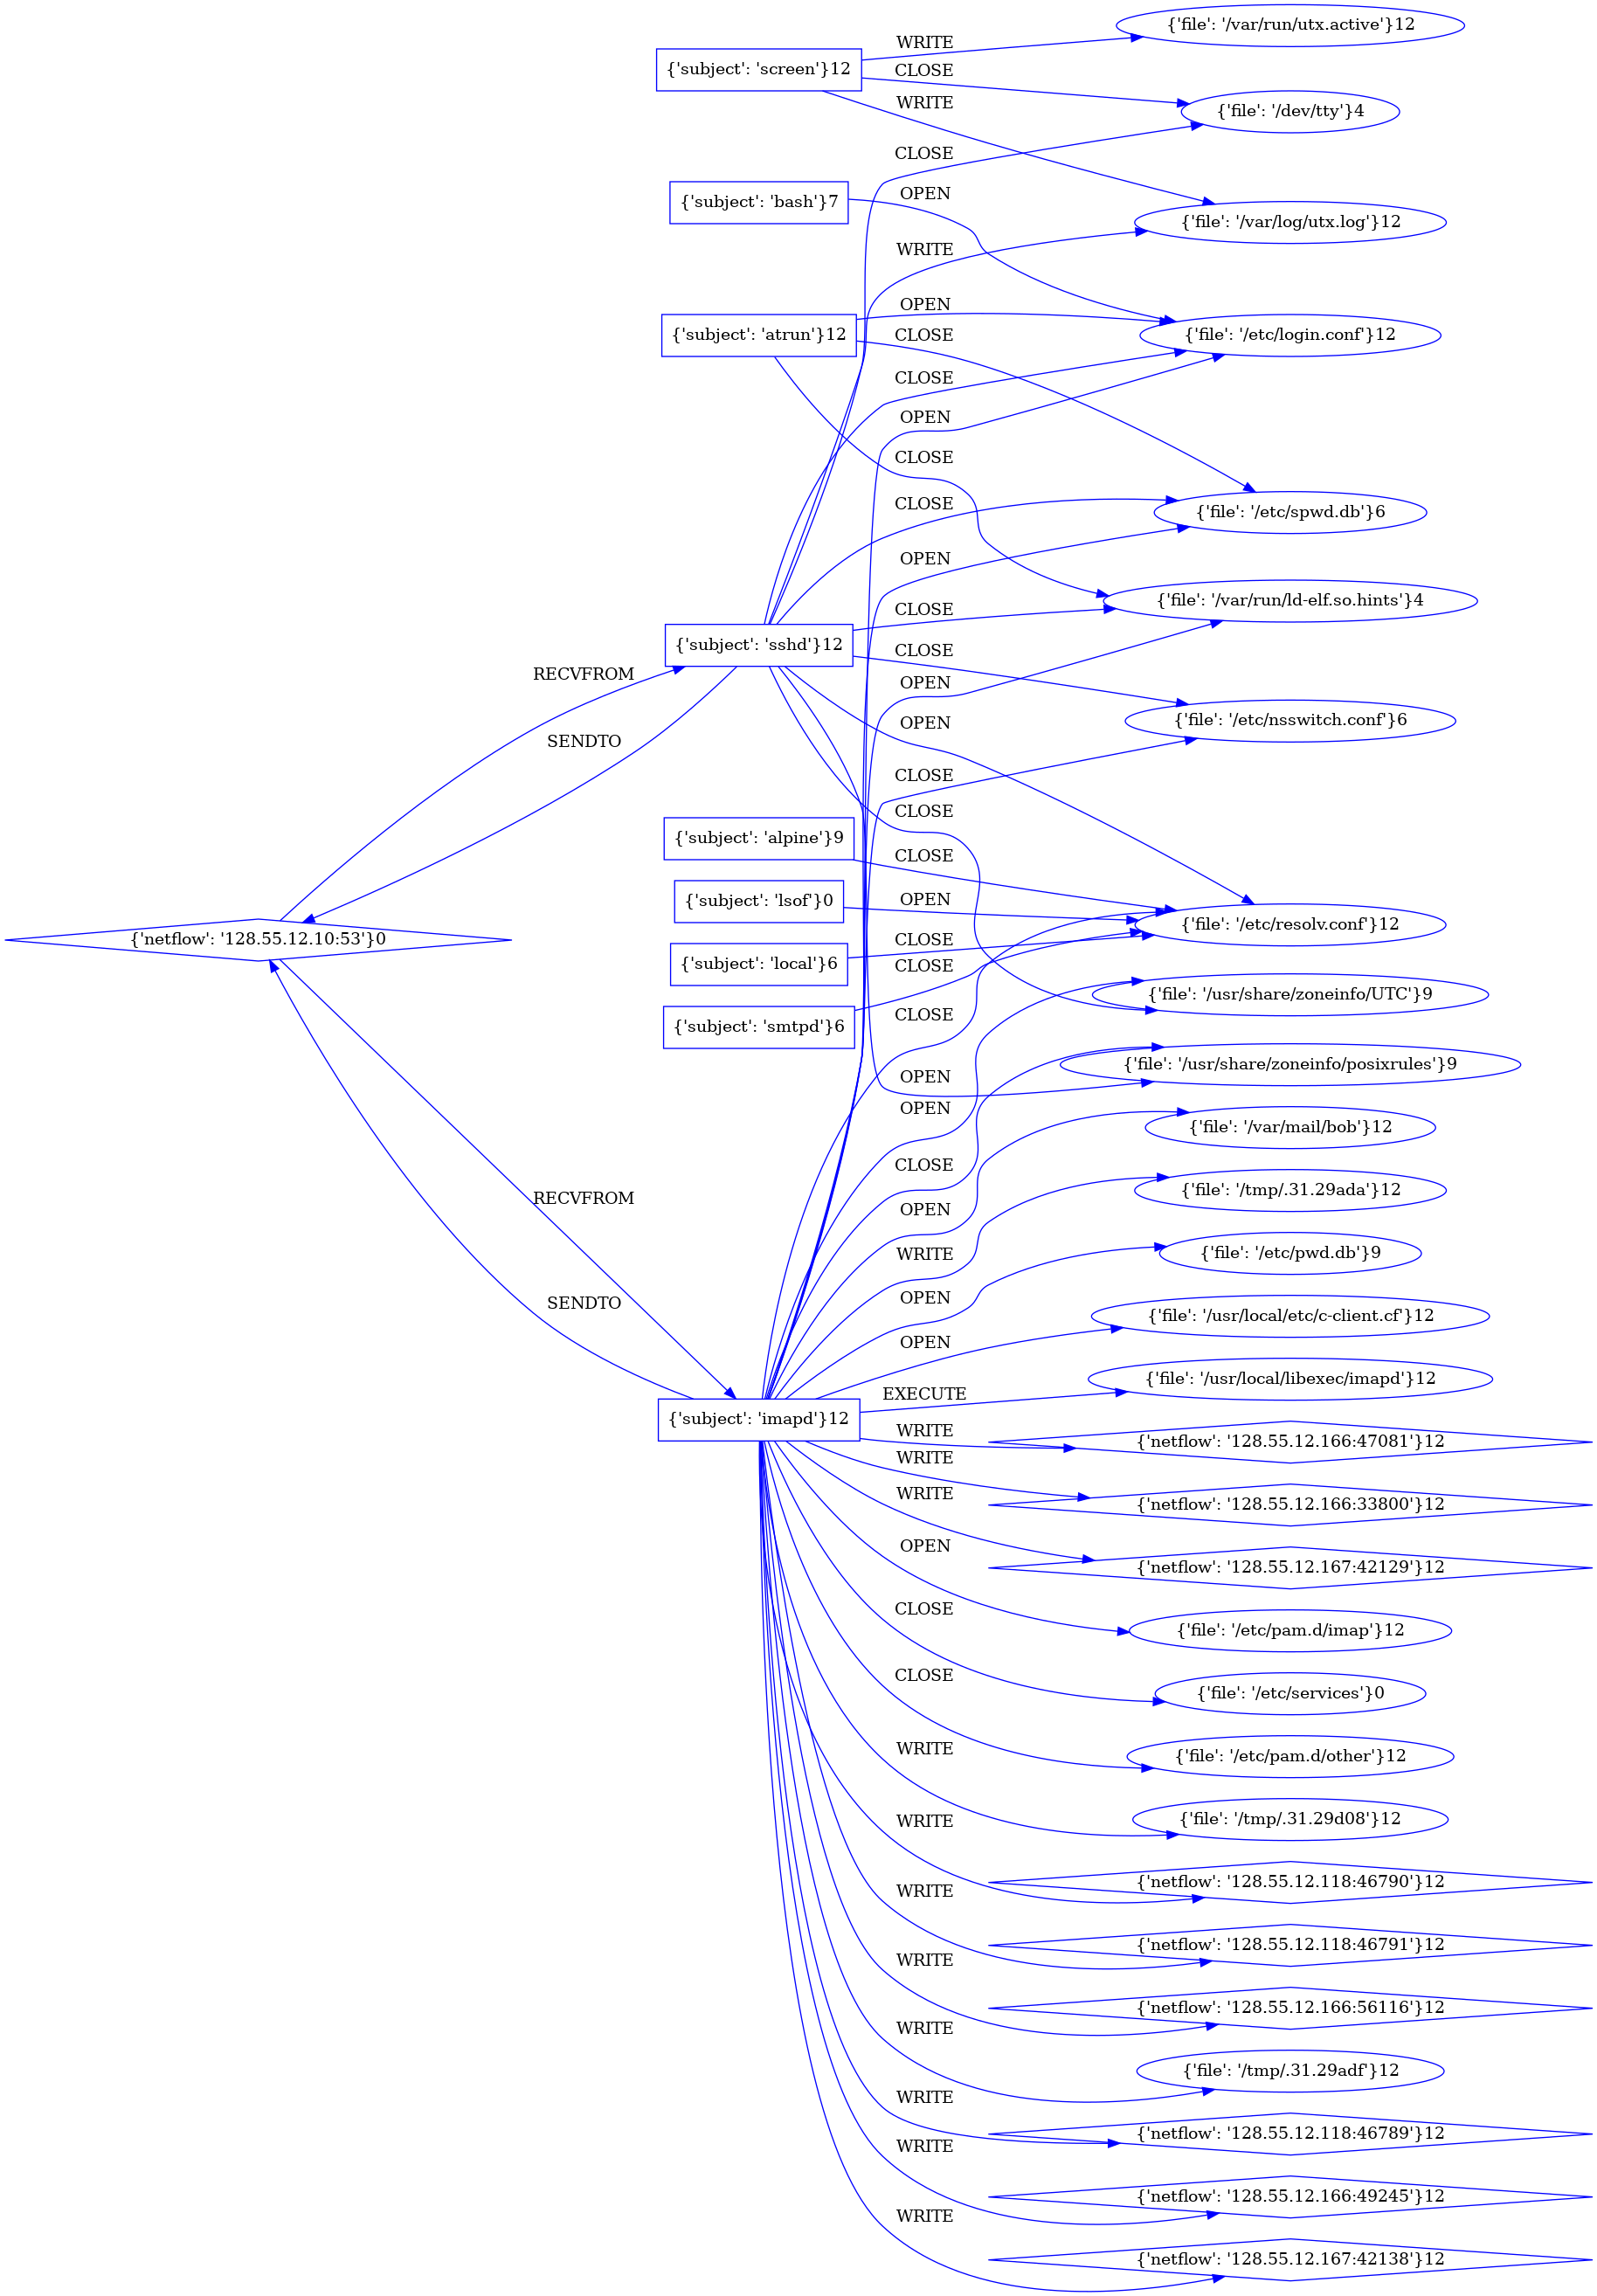 {'file': '/var/run/utx.active'}12
WRITE
{'subject': 'screen'}12
CLOSE
WRITE
{'file': '/dev/tty'}4
CLOSE
{'subject': 'bash'}7
OPEN
{'file': '/var/log/utx.log'}12
WRITE
OPEN
{'subject': 'atrun'}12
CLOSE
{'file': '/etc/login.conf'}12
CLOSE
OPEN
CLOSE
CLOSE
{'file': '/etc/spwd.db'}6
OPEN
{'file': '/var/run/ld-elf.so.hints'}4
CLOSE
{'subject': 'sshd'}12
CLOSE
RECVFROM
OPEN
{'file': '/etc/nsswitch.conf'}6
OPEN
SENDTO
CLOSE
CLOSE
{'subject': 'alpine'}9
CLOSE
{'subject': 'lsof'}0
OPEN
{'file': '/etc/resolv.conf'}12
{'netflow': '128.55.12.10:53'}0
CLOSE
{'subject': 'local'}6
CLOSE
{'file': '/usr/share/zoneinfo/UTC'}9
CLOSE
{'subject': 'smtpd'}6
{'file': '/usr/share/zoneinfo/posixrules'}9
OPEN
OPEN
{'file': '/var/mail/bob'}12
CLOSE
{'file': '/tmp/.31.29ada'}12
RECVFROM
OPEN
WRITE
{'file': '/etc/pwd.db'}9
OPEN
SENDTO
{'file': '/usr/local/etc/c-client.cf'}12
OPEN
{'file': '/usr/local/libexec/imapd'}12
EXECUTE
{'subject': 'imapd'}12
WRITE
{'netflow': '128.55.12.166:47081'}12
WRITE
WRITE
{'netflow': '128.55.12.166:33800'}12
OPEN
{'netflow': '128.55.12.167:42129'}12
CLOSE
{'file': '/etc/pam.d/imap'}12
CLOSE
{'file': '/etc/services'}0
WRITE
{'file': '/etc/pam.d/other'}12
WRITE
{'file': '/tmp/.31.29d08'}12
{'netflow': '128.55.12.118:46790'}12
WRITE
{'netflow': '128.55.12.118:46791'}12
WRITE
{'netflow': '128.55.12.166:56116'}12
WRITE
{'file': '/tmp/.31.29adf'}12
WRITE
{'netflow': '128.55.12.118:46789'}12
WRITE
{'netflow': '128.55.12.166:49245'}12
WRITE
{'netflow': '128.55.12.167:42138'}12